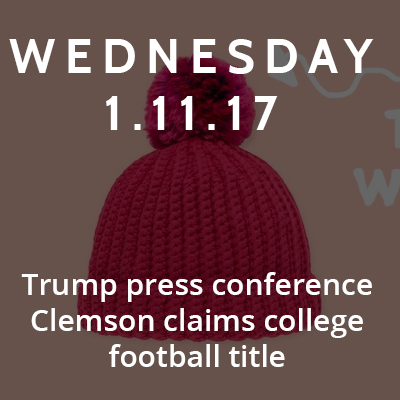 WEDNESDAY
1.11.17
Trump press conference
Clemson claims college
football title